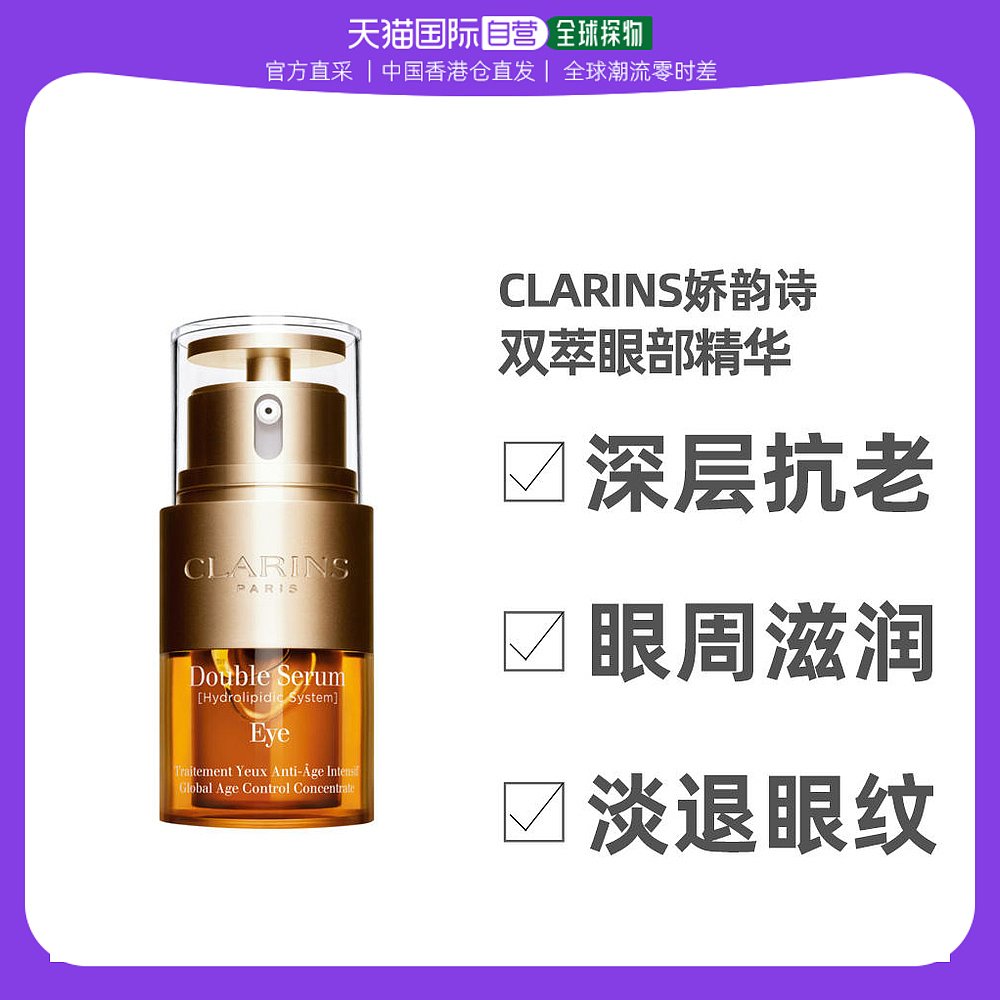 天猫国际自营 全球探物
官方直采 | 中国香港仓直发 | 全球潮流零时差
CLARINS娇韵诗
双萃眼部精华
深层抗老
眼周滋润
淡退眼纹
CLARINS
PARIS
Double Serum
[Hydrolipidic System]
Eye
Traitement Yeux Anti-Âge Intensif
Global Age Control Concentrate